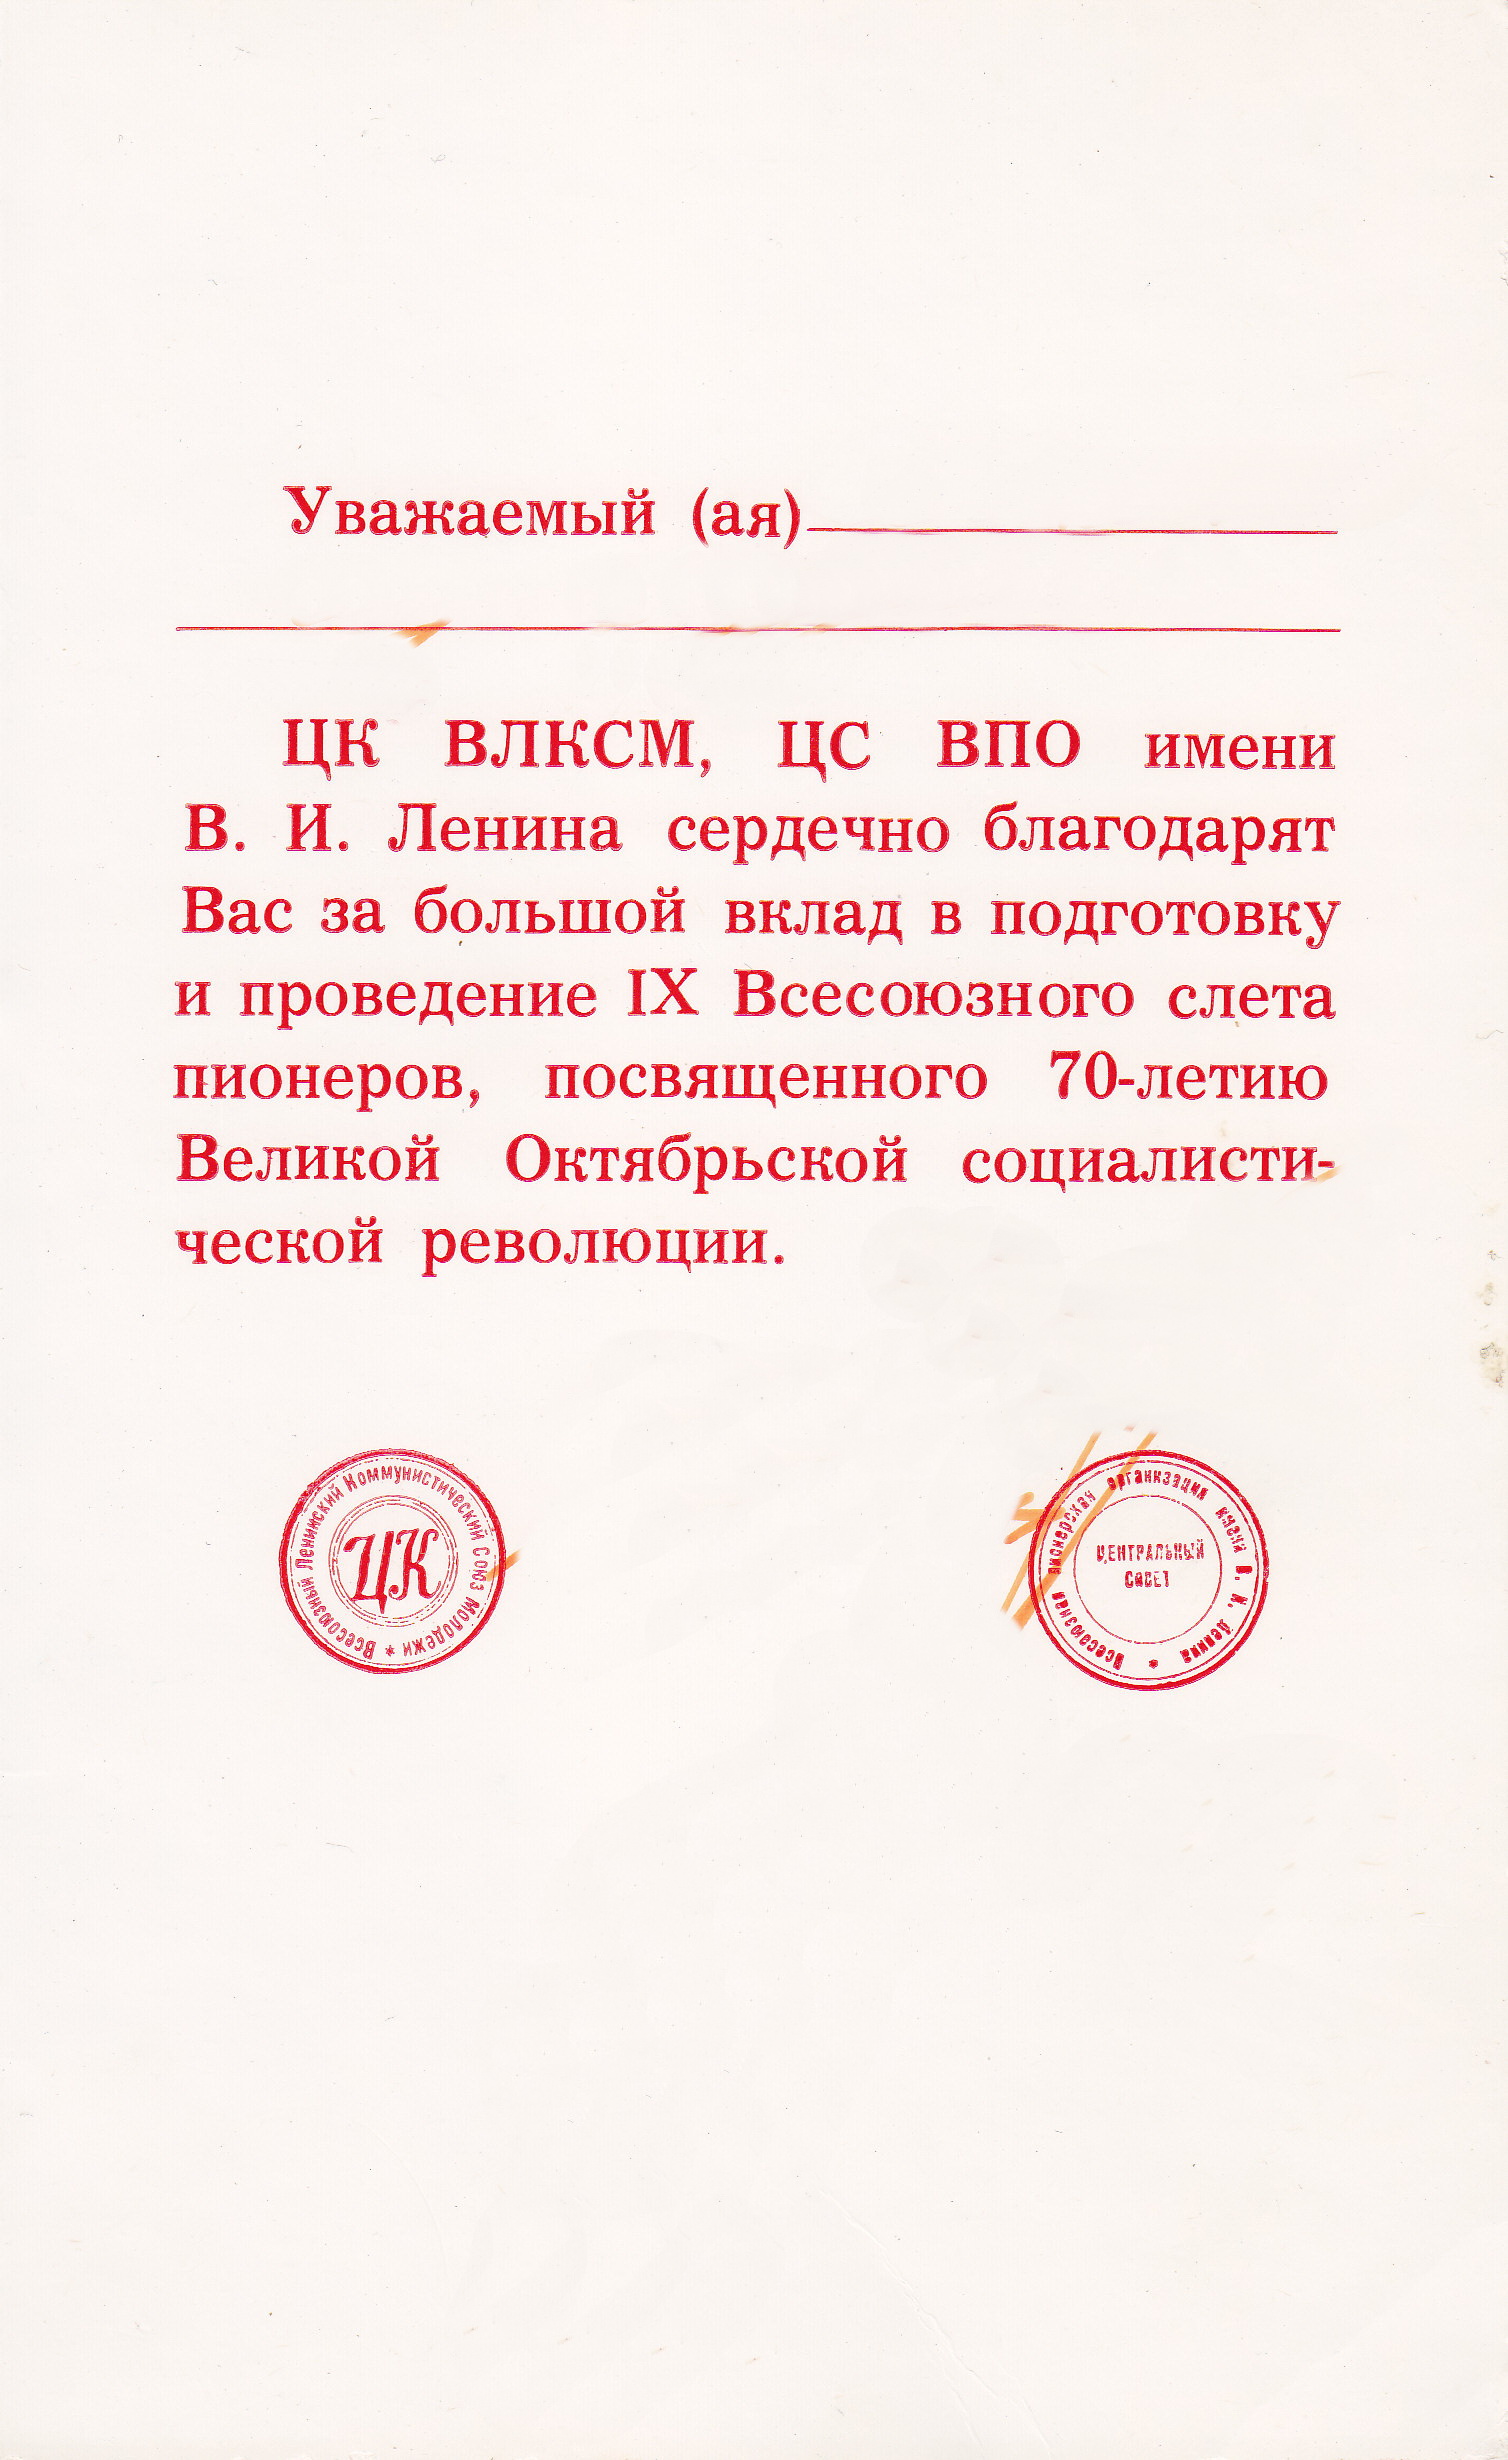 Уважаемый (ая)
ЦК ВЛКСМ, ЦС ВПО имени
В. И. Ленина сердечно благодарят
Вас за большой вклад в подготовку
и проведение IX Всесоюзного слета
пионеров, посвященного 70-летию
Великой Октябрьской социалисти-
ческой революции.
Всесоюзный Ленинский Коммунистический Союз Молодежи *
ЦК
Всесоюзная пионерская организация имени В. И. Ленина *
ЦЕНТРАЛЬНЫЙ
СОВЕТ